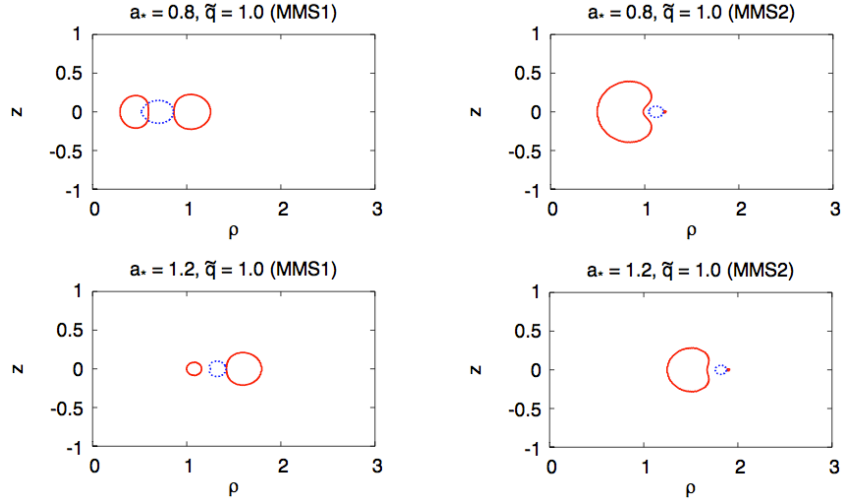 a* = 0.8, q̃ = 1.0 (MMS1)
1
0.5
0
-0.5
-1
z
0 1 2 3
ρ
a* = 0.8, q̃ = 1.0 (MMS2)
1
0.5
0
-0.5
-1
z
0 1 2 3
ρ
a* = 1.2, q̃ = 1.0 (MMS1)
1
0.5
0
-0.5
-1
z
0 1 2 3
ρ
a* = 1.2, q̃ = 1.0 (MMS2)
1
0.5
0
-0.5
-1
z
0 1 2 3
ρ